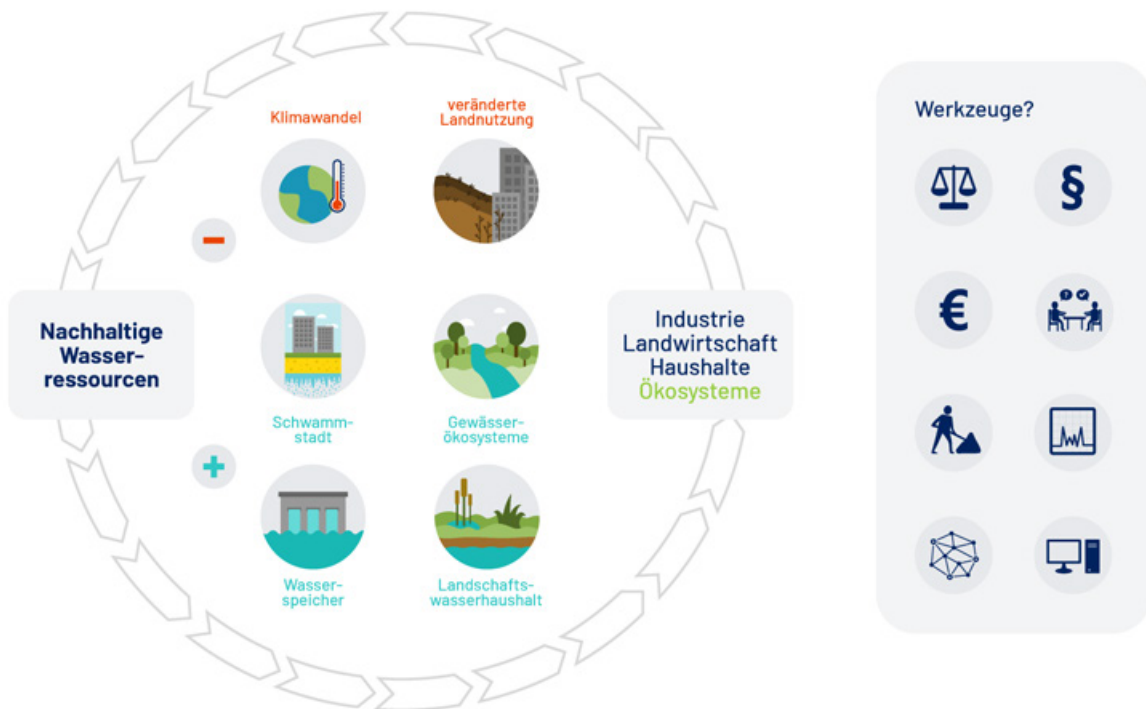 Klimawandel
veränderte
Landnutzung
Nachhaltige
Wasser-
ressourcen
Schwamm-
stadt
Gewässer-
ökosysteme
Wasser-
speicher
Landschafts-
wasserhaushalt
Industrie
Landwirtschaft
Haushalte
Ökosysteme
Werkzeuge?
§
€